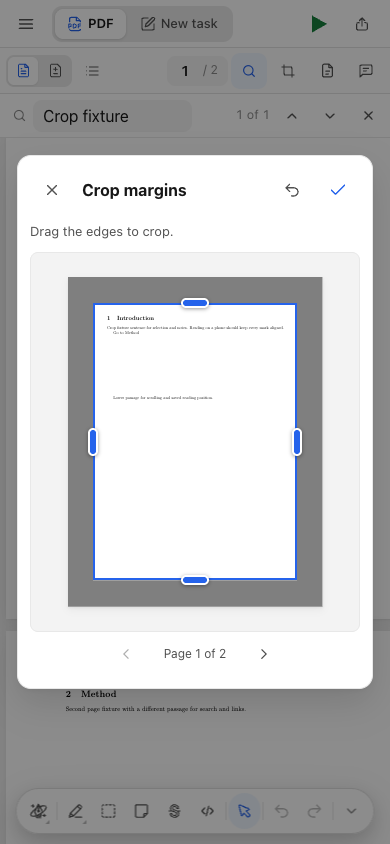 PDF
New task
1 / 2
Crop fixture
1 of 1
Crop margins
Drag the edges to crop.
1 Introduction
Crop fixture sentence for selection and notes. Reading on a phone should keep every mark aligned.
Go to Method
Lower passage for scrolling and saved reading position.
Page 1 of 2
2 Method
Second page fixture with a different passage for search and links.